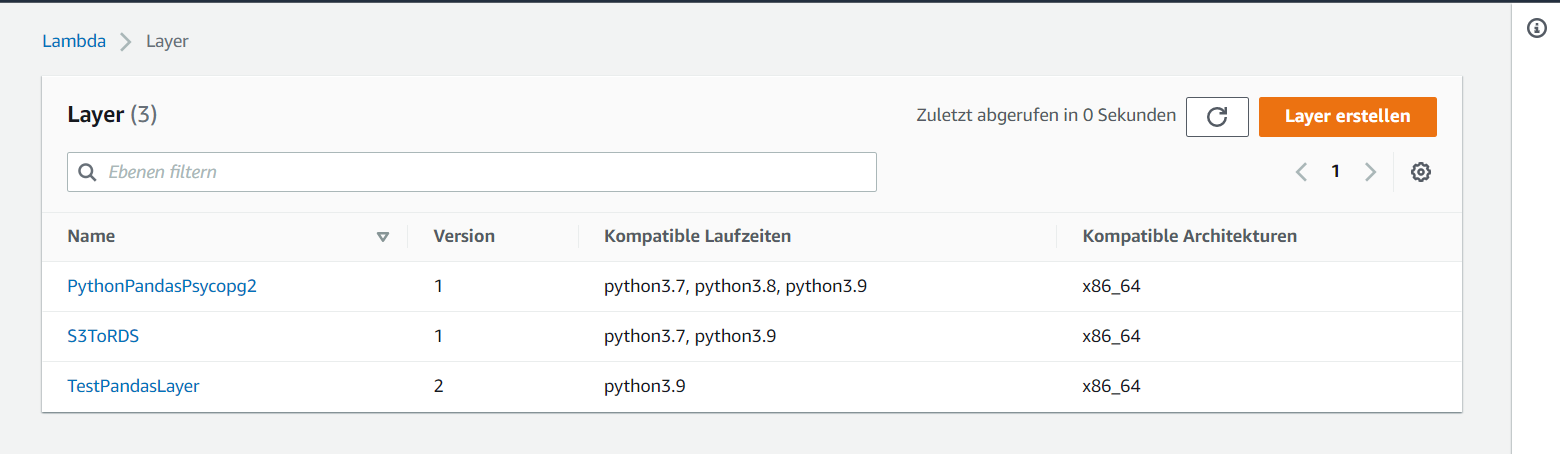 Lambda Layer
Layer (3) Zuletzt abgerufen in 0 Sekunden Layer erstellen
Ebenen filtern 1
Name Version Kompatible Laufzeiten Kompatible Architekturen
PythonPandasPsycopg2 1 python3.7, python3.8, python3.9 x86_64
S3ToRDS 1 python3.7, python3.9 x86_64
TestPandasLayer 2 python3.9 x86_64